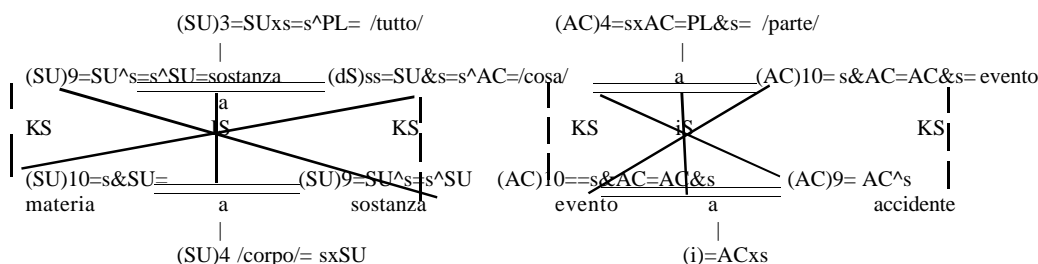 (SU)3=SUxs=s^PL= /tutto/ (AC)4=sxAC=PL&s= /parte/
| |
(SU)9=SU^s=s^SU=sostanza (dS)ss=SU&s=s^AC=/cosa/ a (AC)10= s&AC=AC&s= evento
a
KS IS KS KS iS KS
(SU)10=s&SU= (SU)9=SU^s=s^SU (AC)10==s&AC=AC&s (AC)9= AC^s
materia a sostanza evento a accidente
| |
(SU)4 /corpo/= sxSU (i)=ACxs